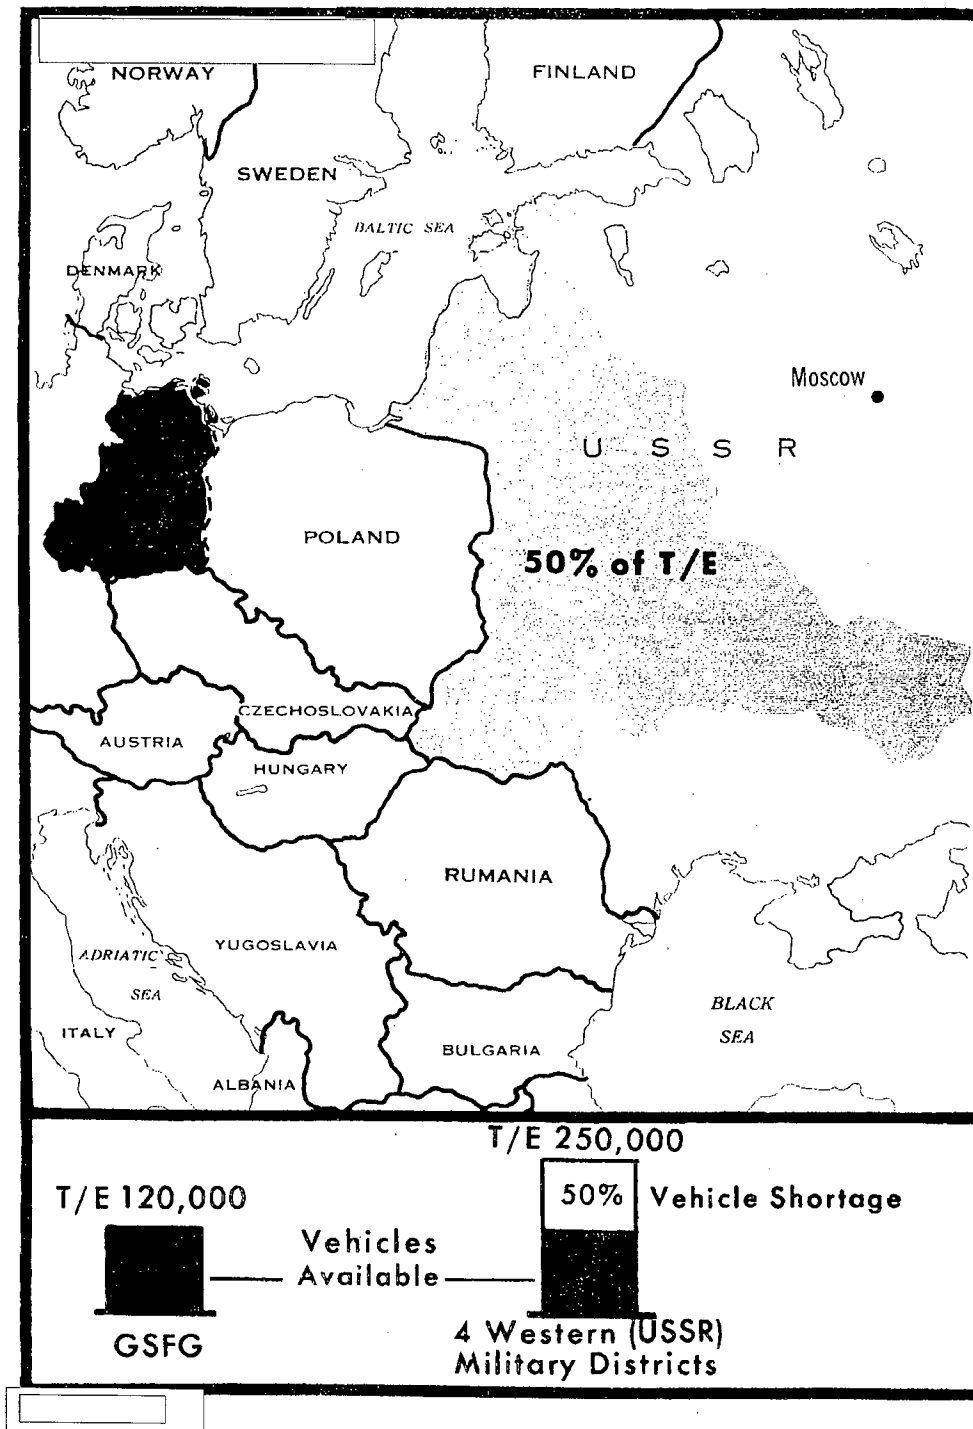 NORWAY
FINLAND
SWEDEN
BALTIC SEA
DENMARK
Moscow
U S S R
POLAND
50% of T/E
CZECHOSLOVAKIA
AUSTRIA
HUNGARY
RUMANIA
YUGOSLAVIA
ADRIATIC
SEA
BLACK
SEA
ITALY
BULGARIA
ALBANIA
T/E 250,000
T/E 120,000
50%
Vehicle Shortage
Vehicles
Available
GSFG
4 Western (USSR)
Military Districts